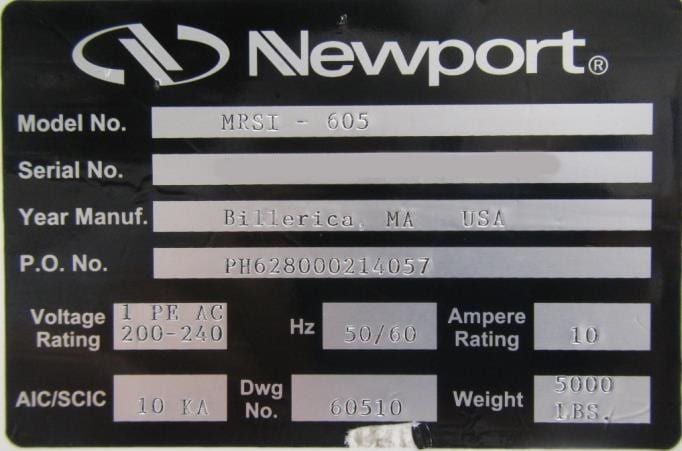 Newport®
Model No. MRSI - 605
Serial No.
Year Manuf. Billerica, MA USA
P.O. No. PH628000214057
Voltage Rating 1 PE AC 200-240 Hz 50/60 Ampere Rating 10
AIC/SCIC 10 KA Dwg No. 60510 Weight 5000 LBS.